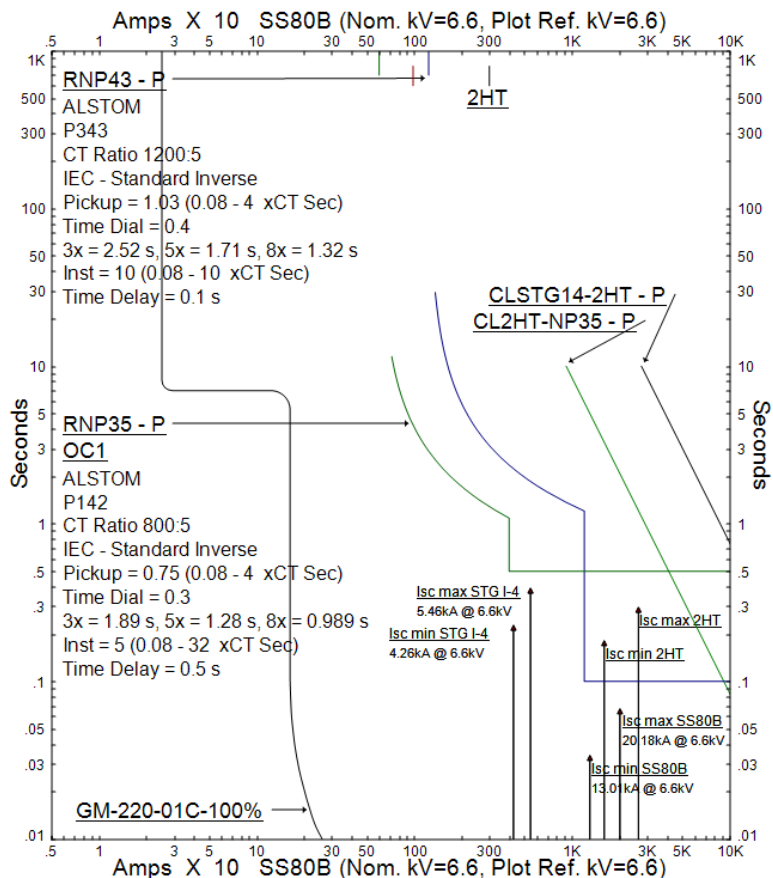 Amps X 10 SS80B (Nom. kV=6.6, Plot Ref. kV=6.6)
.5 1 3 5 10 30 50 100 300 500 1K 3K 5K 10K
1K 1K
RNP43 - P
2HT
500 500
ALSTOM
P343
300 300
CT Ratio 1200:5
IEC - Standard Inverse
Pickup = 1.03 (0.08 - 4 xCT Sec)
100 100
Time Dial = 0.4
3x = 2.52 s, 5x = 1.71 s, 8x = 1.32 s
50 50
Inst = 10 (0.08 - 10 xCT Sec)
Time Delay = 0.1 s
30 30
CLSTG14-2HT - P
CL2HT-NP35 - P
10 10
RNP35 - P
5 5
OC1
3 3
Seconds
Seconds
ALSTOM
P142
CT Ratio 800:5
1 1
IEC - Standard Inverse
Pickup = 0.75 (0.08 - 4 xCT Sec)
.5 .5
Time Dial = 0.3
3x = 1.89 s, 5x = 1.28 s, 8x = 0.989 s
.3 .3
Inst = 5 (0.08 - 32 xCT Sec)
Time Delay = 0.5 s
Isc max STG I-4
5.46kA @ 6.6kV
Isc min STG I-4
4.26kA @ 6.6kV
Isc max 2HT
Isc min 2HT
.1 .1
Isc max SS80B
20.18kA @ 6.6kV
.05 .05
.03 .03
Isc min SS80B
13.01kA @ 6.6kV
GM-220-01C-100%
.01 .01
.5 1 3 5 10 30 50 100 300 500 1K 3K 5K 10K
Amps X 10 SS80B (Nom. kV=6.6, Plot Ref. kV=6.6)